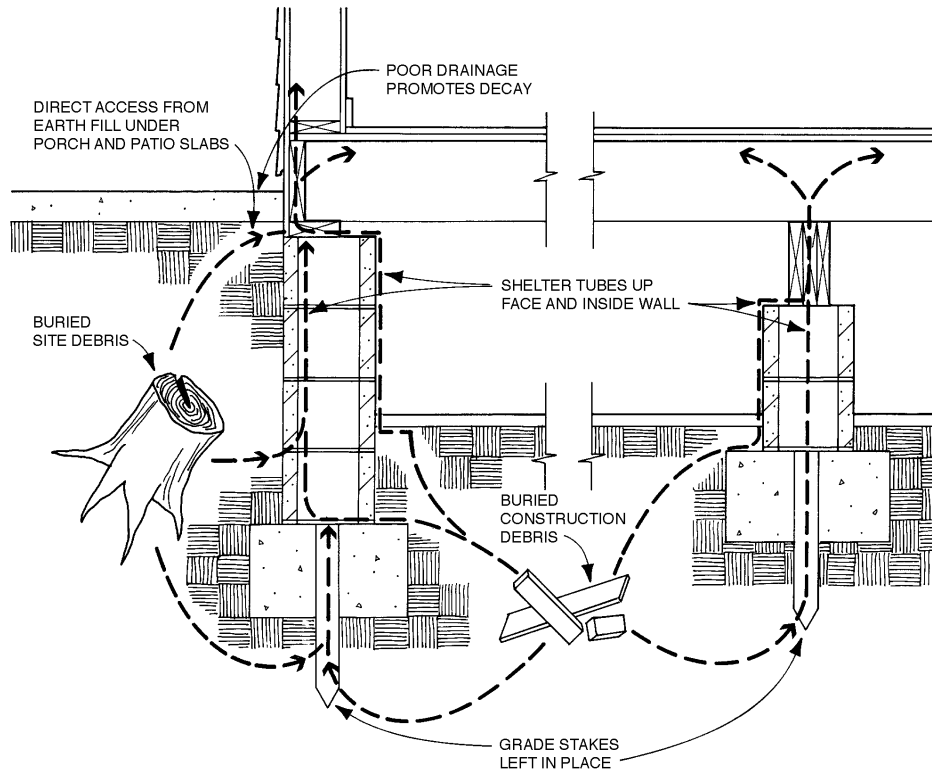 POOR DRAINAGE
PROMOTES DECAY
DIRECT ACCESS FROM
EARTH FILL UNDER
PORCH AND PATIO SLABS
SHELTER TUBES UP
FACE AND INSIDE WALL
BURIED
SITE DEBRIS
BURIED
CONSTRUCTION
DEBRIS
GRADE STAKES
LEFT IN PLACE